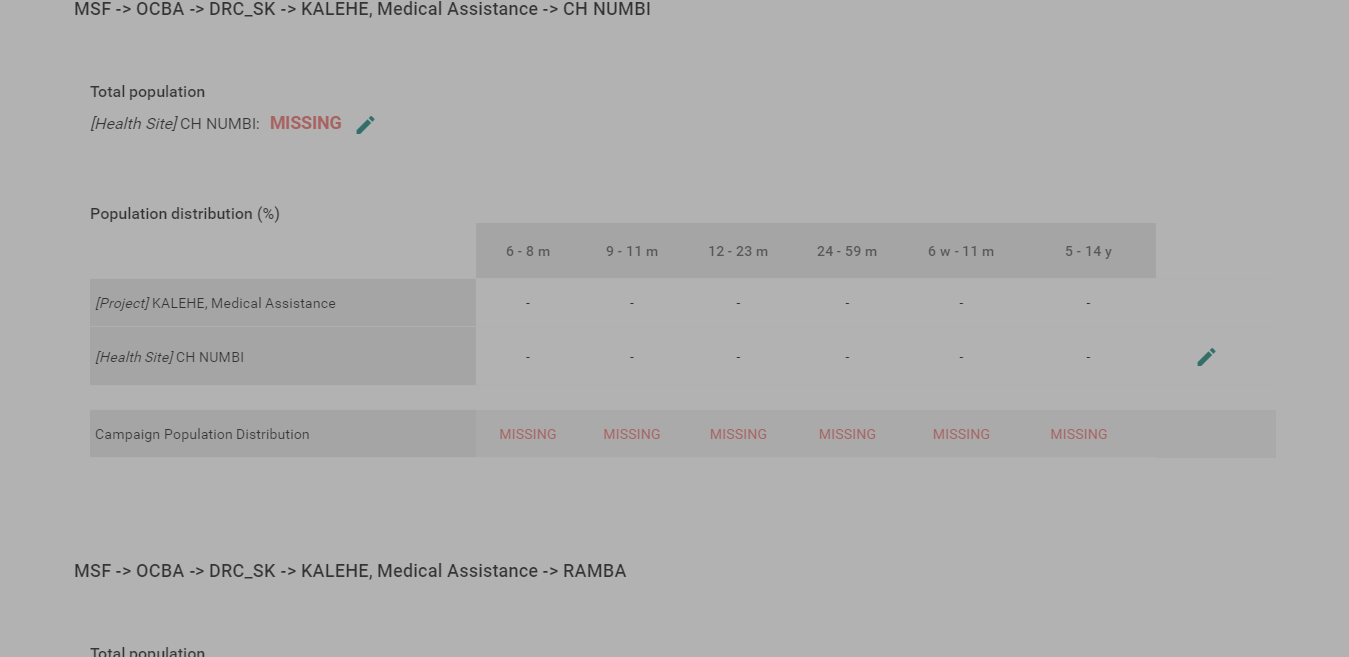 MSF -> OCBA -> DRC_SK -> KALEHE, Medical Assistance -> CH NUMBI
Total population
[Health Site] CH NUMBI: MISSING
Population distribution (%)
6 - 8 m 9 - 11 m 12 - 23 m 24 - 59 m 6 w - 11 m 5 - 14 y
[Project] KALEHE, Medical Assistance - - - - - -
[Health Site] CH NUMBI - - - - - -
Campaign Population Distribution MISSING MISSING MISSING MISSING MISSING MISSING
MSF -> OCBA -> DRC_SK -> KALEHE, Medical Assistance -> RAMBA
Total population